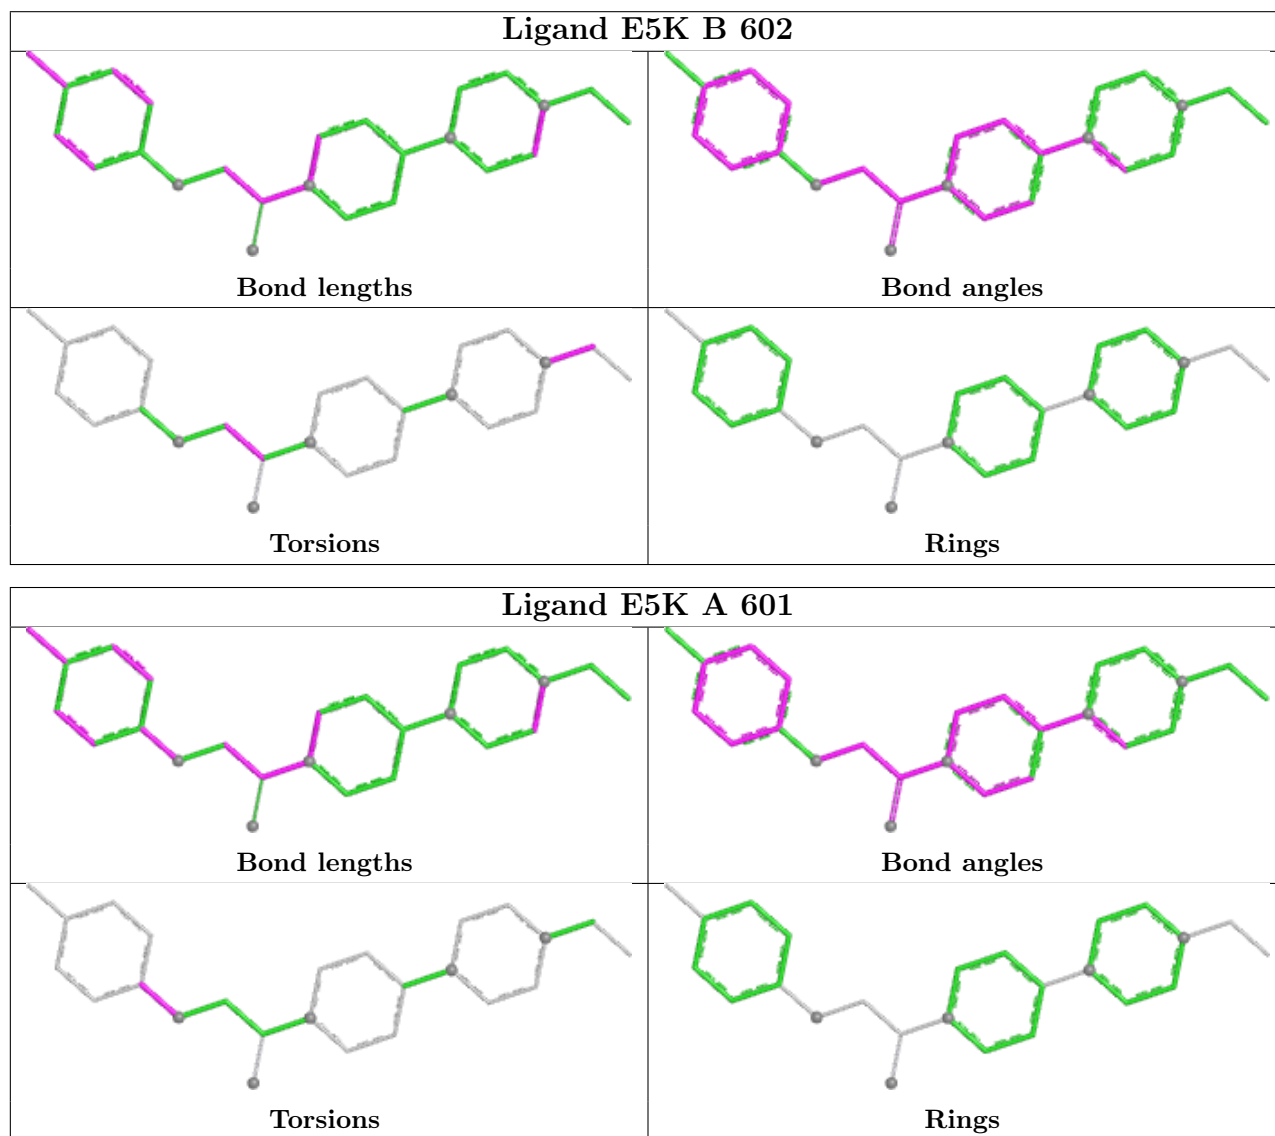 Ligand E5K B 602
Bond lengths
Bond angles
Torsions
Rings
Ligand E5K A 601
Bond lengths
Bond angles
Torsions
Rings